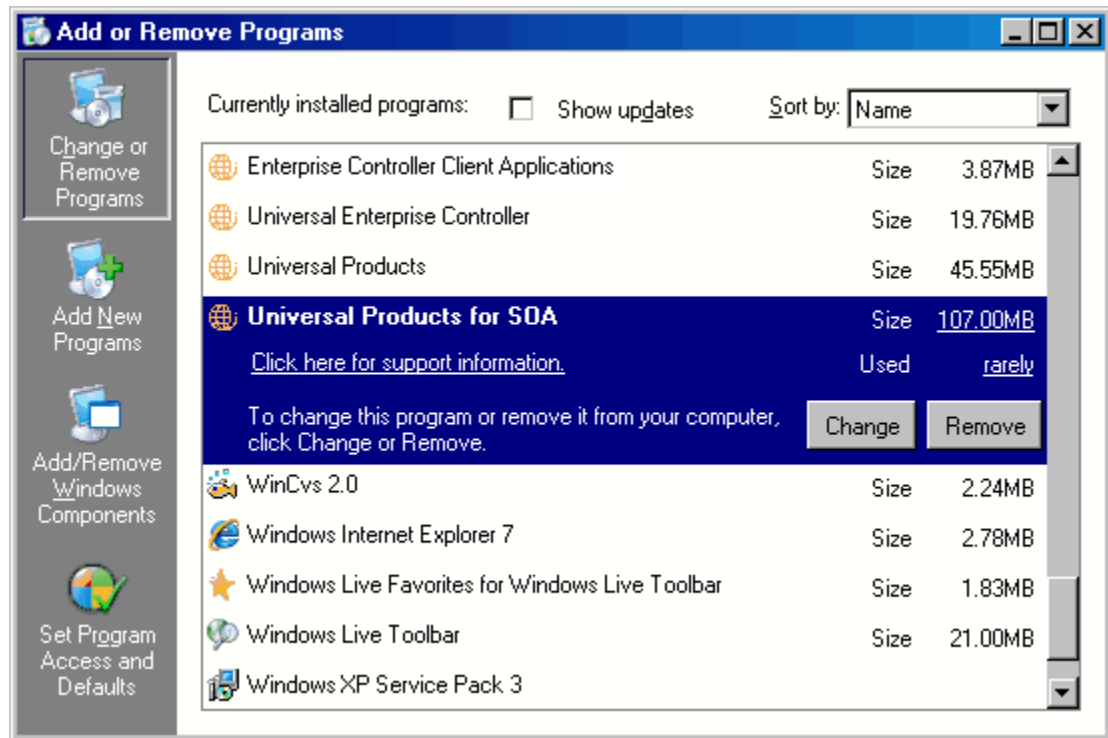 Add or Remove Programs
Change or
Remove
Programs
Add New
Programs
Add/Remove
Windows
Components
Set Program
Access and
Defaults
Currently installed programs: Show updates Sort by: Name
Enterprise Controller Client Applications Size 3.87MB
Universal Enterprise Controller Size 19.76MB
Universal Products Size 45.55MB
Universal Products for SOA Size 107.00MB
Click here for support information. Used rarely
To change this program or remove it from your computer,
click Change or Remove. Change Remove
WinCvs 2.0 Size 2.24MB
Windows Internet Explorer 7 Size 2.78MB
Windows Live Favorites for Windows Live Toolbar Size 1.83MB
Windows Live Toolbar Size 21.00MB
Windows XP Service Pack 3